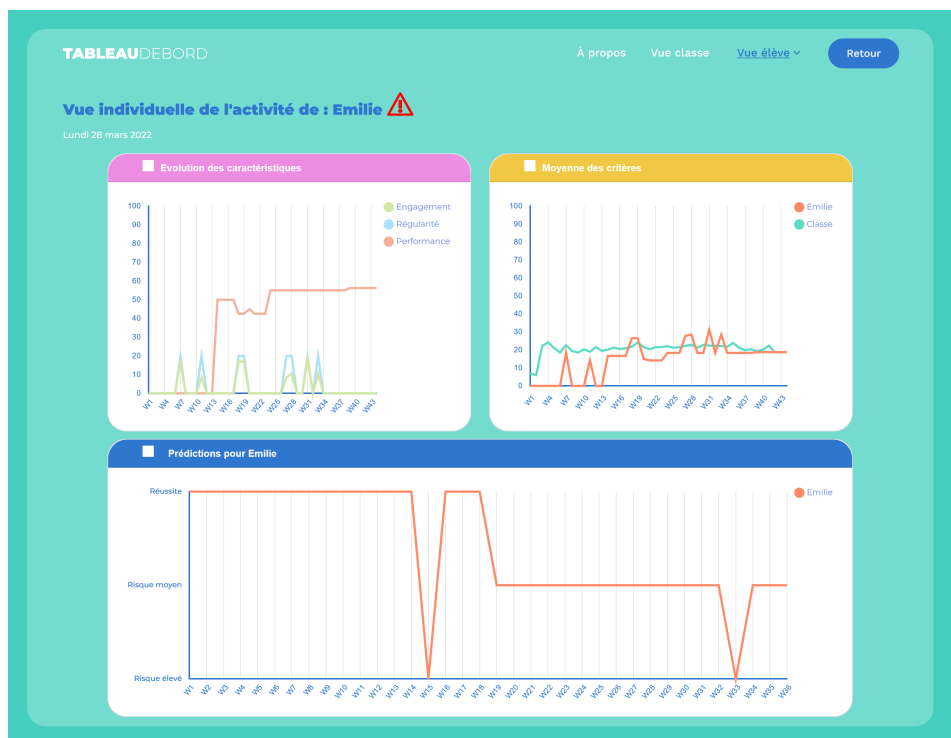 TABLEAUDEBORD
À propos Vue classe Vue élève Retour
Vue individuelle de l'activité de : Emilie
Lundi 28 mars 2022
Evolution des caractéristiques
100
90
80
70
60
50
40
30
20
10
0
W1 W4 W7 W10 W13 W16 W19 W22 W25 W28 W31 W34 W37 W40 W43
Engagement
Régularité
Performance
Moyenne des critères
100
90
80
70
60
50
40
30
20
10
0
W1 W4 W7 W10 W13 W16 W19 W22 W25 W28 W31 W34 W37 W40 W43
Emilie
Classe
Prédictions pour Emilie
Réussite
Risque moyen
Risque élevé
W1 W2 W3 W4 W5 W6 W7 W8 W9 W10 W11 W12 W13 W14 W15 W16 W17 W18 W19 W20 W21 W22 W23 W24 W25 W26 W27 W28 W29 W30 W31 W32 W33 W34 W35 W36
Emilie